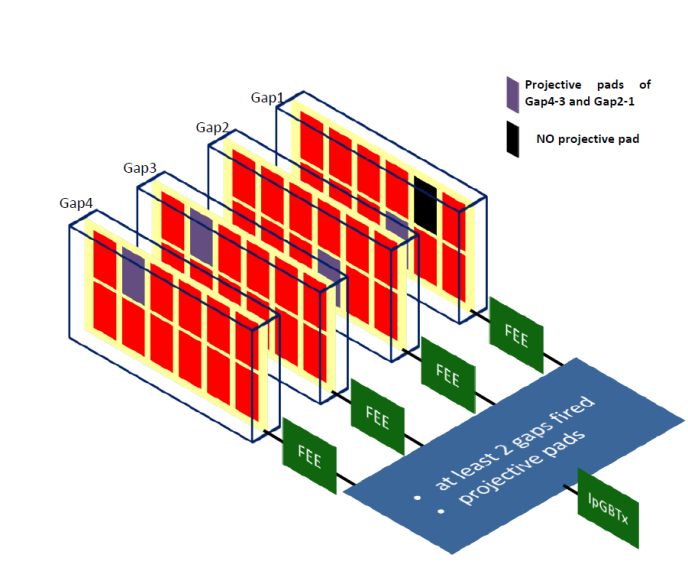 Gap1
Gap2
Gap3
Gap4
Projective pads of
Gap4-3 and Gap2-1
NO projective pad
FEE
FEE
FEE
FEE
• at least 2 gaps fired
• projective pads
lpGBTx